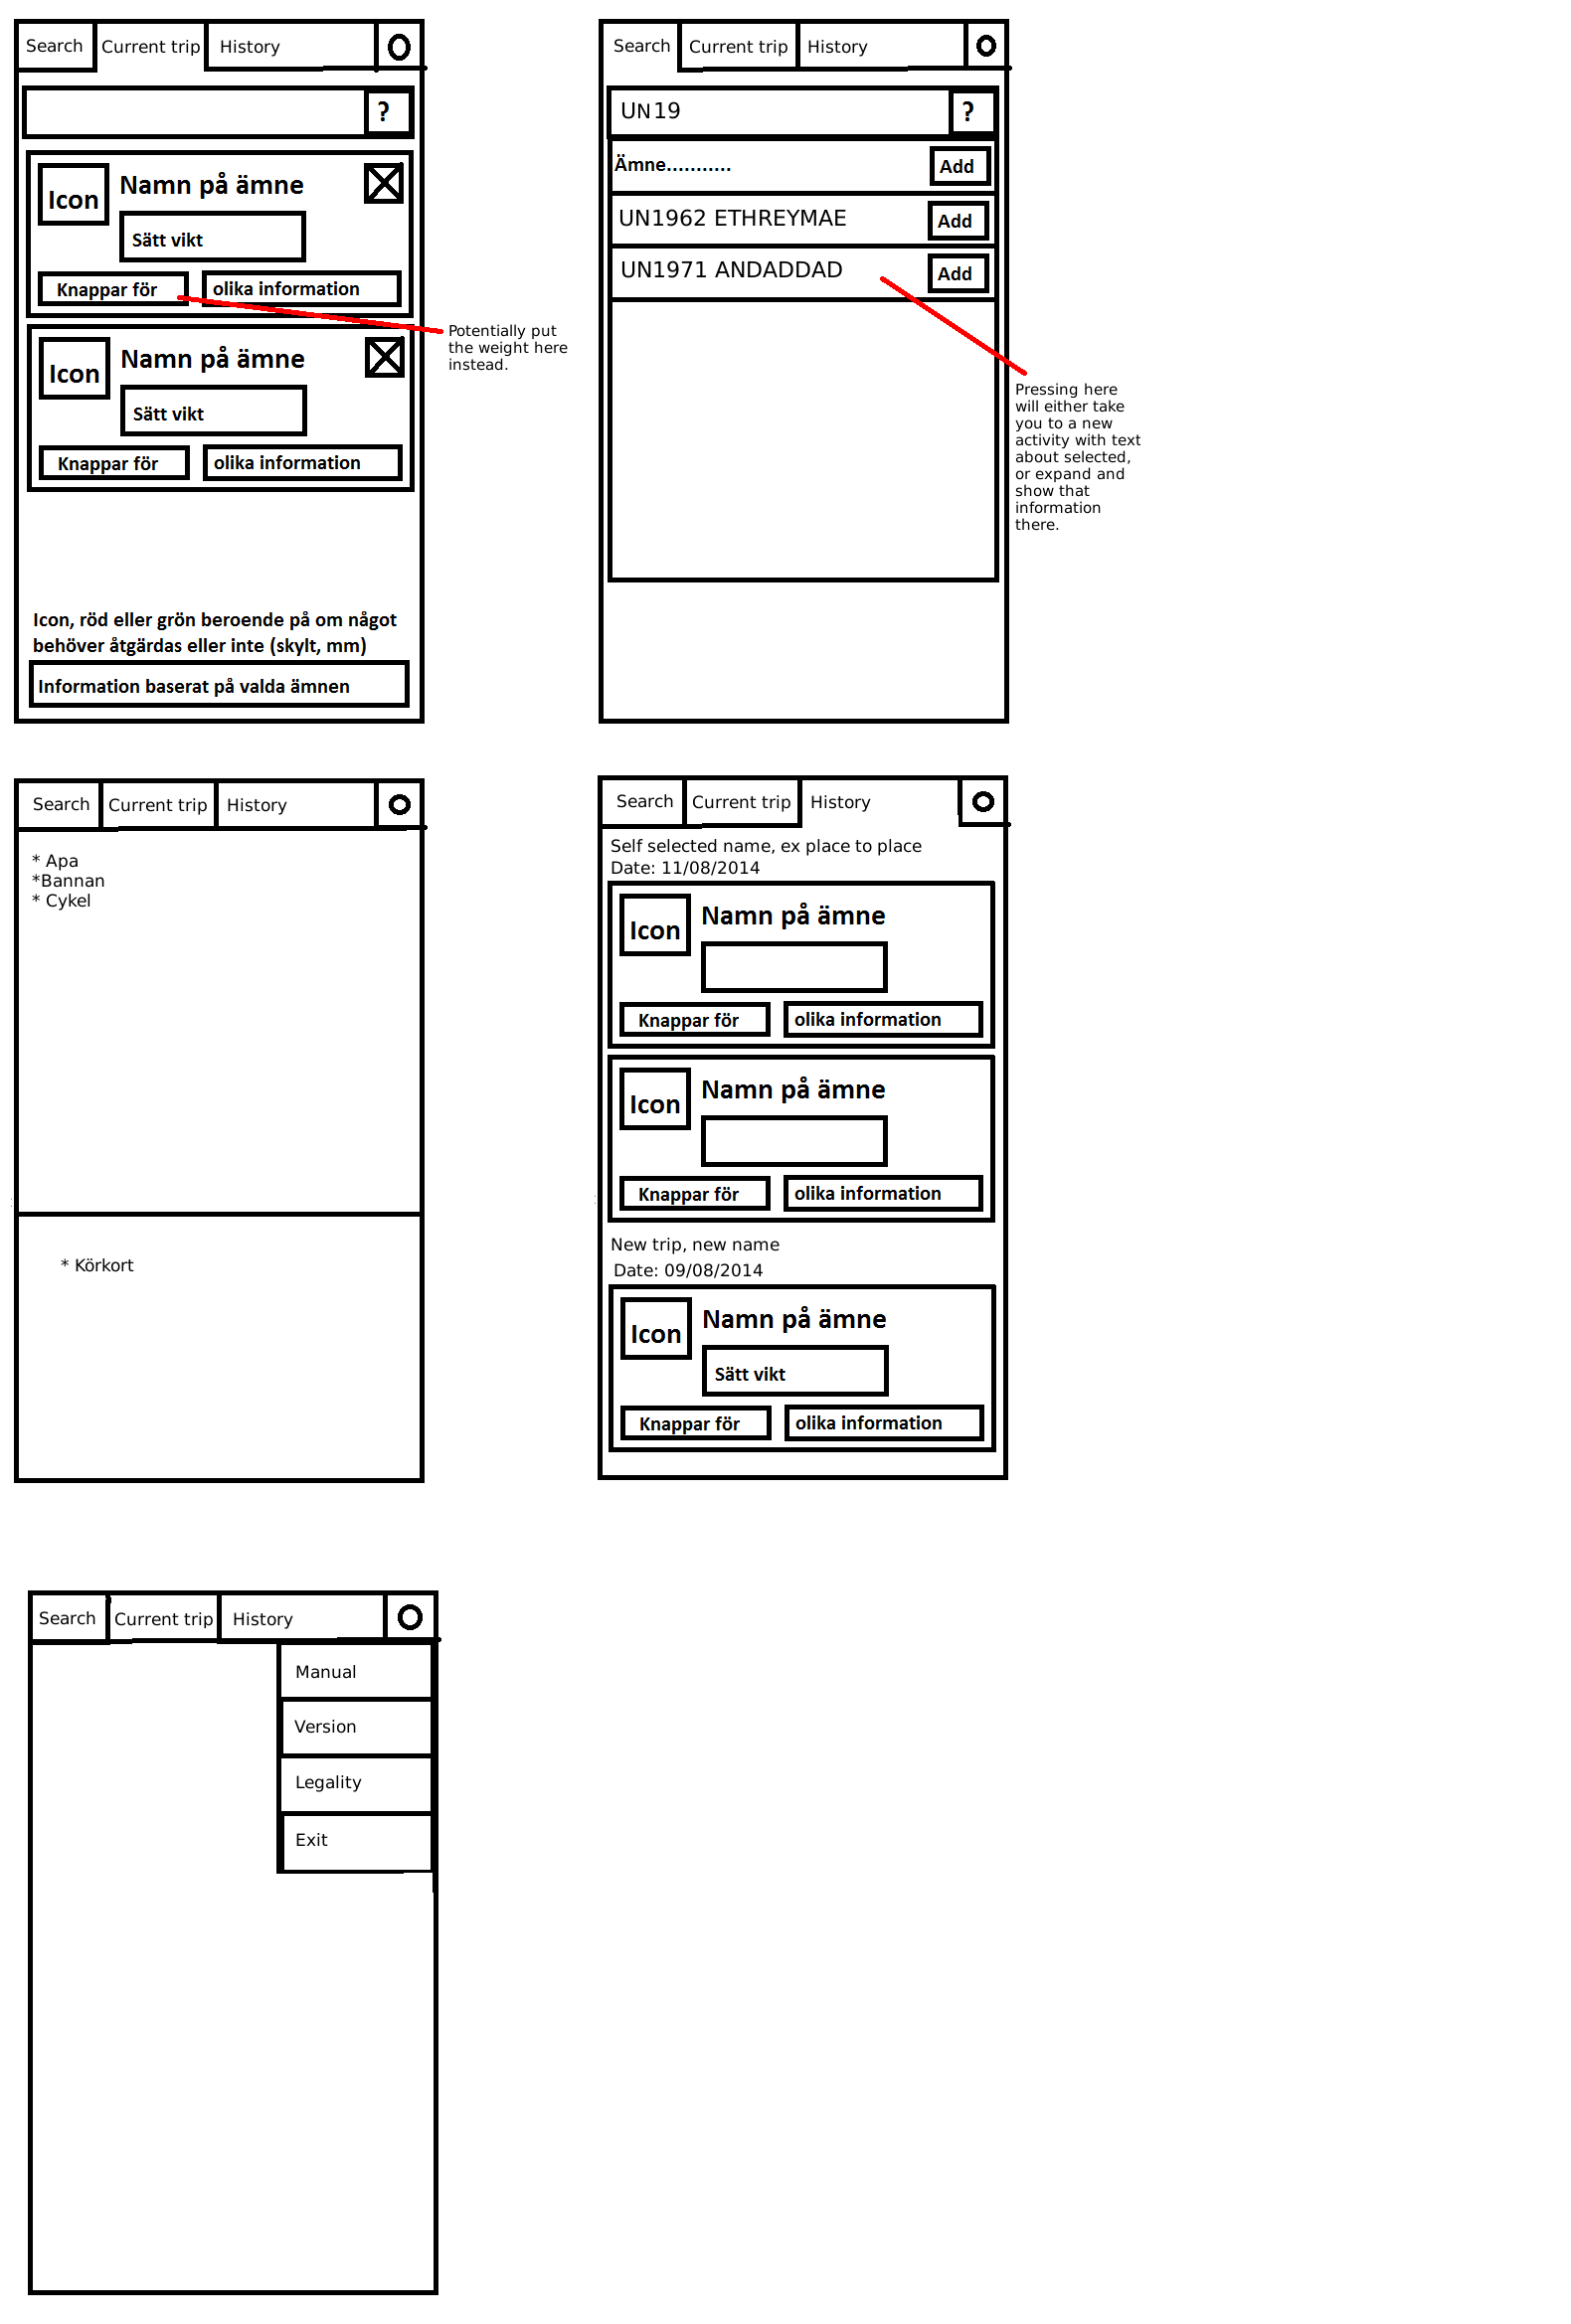 Search Current trip History
?
Icon Namn på ämne
Sätt vikt
Knappar för olika information
Icon Namn på ämne
Sätt vikt
Knappar för olika information
Potentially put
the weight here
instead.
Icon, röd eller grön beroende på om något
behöver åtgärdas eller inte (skylt, mm)
Information baserat på valda ämnen
Search Current trip History
UN19 ?
Ämne........... Add
UN1962 ETHREYMAE Add
UN1971 ANDADDAD Add
Pressing here
will either take
you to a new
activity with text
about selected,
or expand and
show that
information
there.
Search Current trip History
* Apa
*Bannan
* Cykel
* Körkort
Search Current trip History
Self selected name, ex place to place
Date: 11/08/2014
Icon Namn på ämne
Knappar för olika information
Icon Namn på ämne
Knappar för olika information
New trip, new name
Date: 09/08/2014
Icon Namn på ämne
Sätt vikt
Knappar för olika information
Search Current trip History
Manual
Version
Legality
Exit